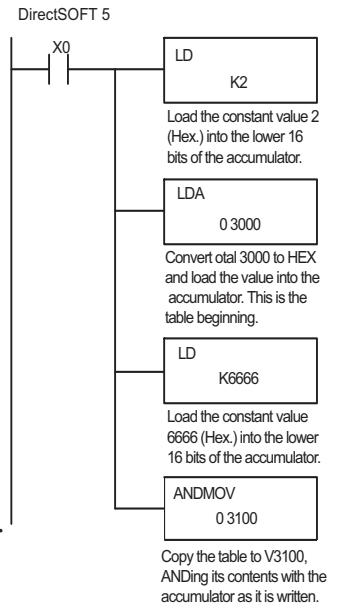 DirectSOFT 5
X0
LD
K2
Load the constant value 2
(Hex.) into the lower 16
bits of the accumulator.
LDA
0 3000
Convert otal 3000 to HEX
and load the value into the
accumulator. This is the
table beginning.
LD
K6666
Load the constant value
6666 (Hex.) into the lower
16 bits of the accumulator.
ANDMOV
0 3100
Copy the table to V3100,
ANDing its contents with the
accumulator as it is written.